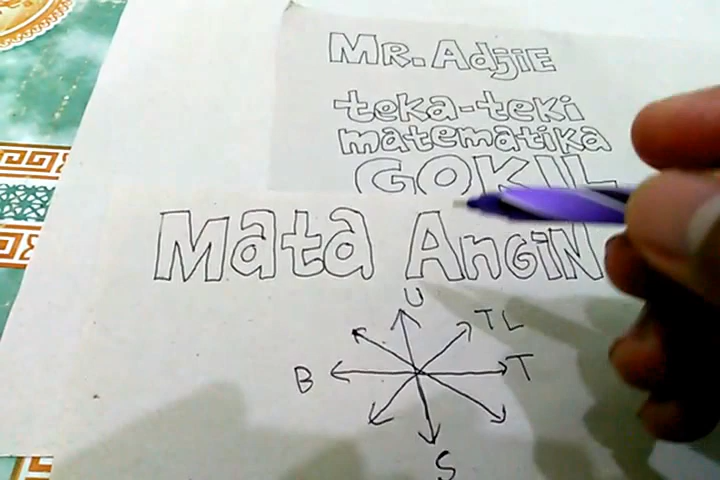 Mr. Adjie
-teka-teki
matematika
GOKIL
Mata Angin
U
TL
B
T
S